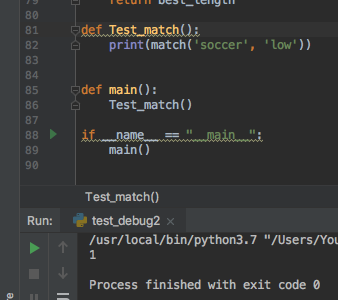 79
return best_length
80
81 def Test_match():
82 print(match('soccer', 'low'))
83
84
85 def main():
86 Test_match()
87
88 if __name__ == "__main__":
89 main()
90
Test_match()
Run: test_debug2 ×
/usr/local/bin/python3.7 "/Users/You
1
Process finished with exit code 0